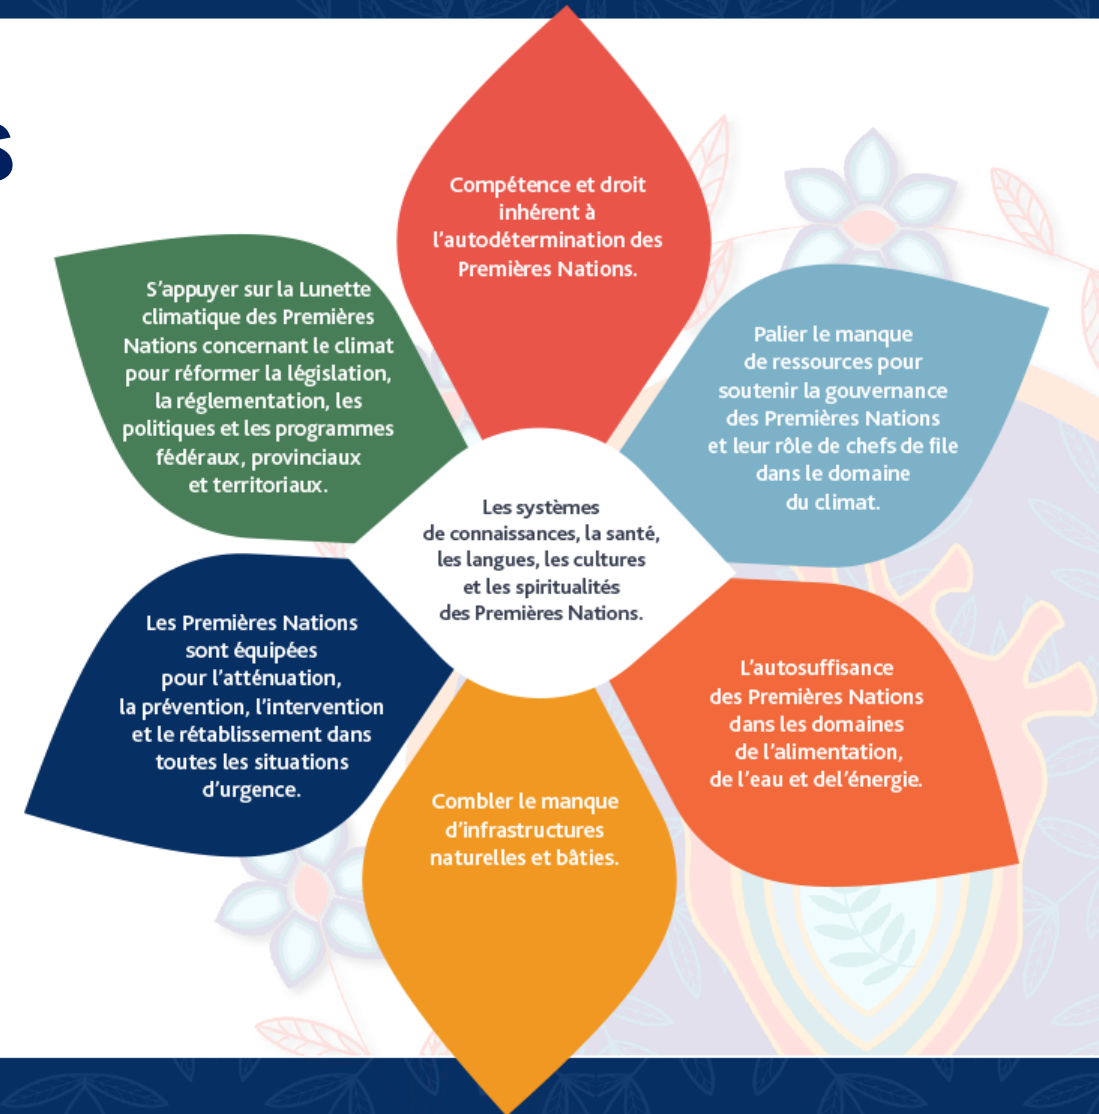 s
Compétence et droit
inhérent à
l'autodétermination des
Premières Nations.
S'appuyer sur la Lunette
climatique des Premières
Nations concernant le climat
pour réformer la législation,
la réglementation, les
politiques et les programmes
fédéraux, provinciaux
et territoriaux.
Palier le manque
de ressources pour
soutenir la gouvernance
des Premières Nations
et leur rôle de chefs de file
dans le domaine
du climat.
Les systèmes
de connaissances, la santé,
les langues, les cultures
et les spiritualités
des Premières Nations.
Les Premières Nations
sont équipées
pour l'atténuation,
la prévention, l'intervention
et le rétablissement dans
toutes les situations
d'urgence.
L'autosuffisance
des Premières Nations
dans les domaines
de l'alimentation,
de l'eau et del'énergie.
Combler le manque
d'infrastructures
naturelles et bâties.